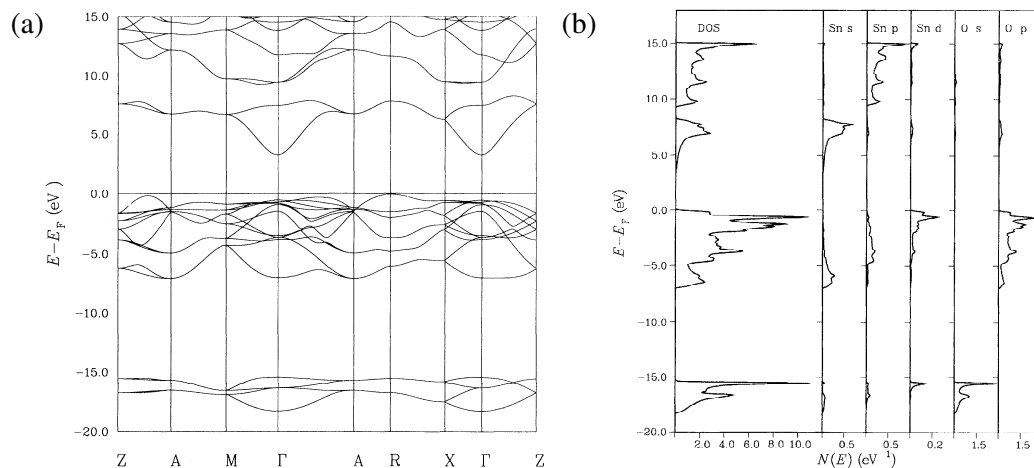 (a)
15.0
10.0
5.0
0.0
−5.0
−10.0
−15.0
−20.0
E−E_F (eV )
Z A M Γ A R X Γ Z
(b)
DOS Sn s Sn p Sn d O s O p
15.0
10.0
5.0
0.0
−5.0
−10.0
−15.0
−20.0
E−E_F (eV)
2.0 4.0 6.0 8.0 10.0 0.5 0.5 0.2 1.5 1.5
N(E) (eV⁻¹)